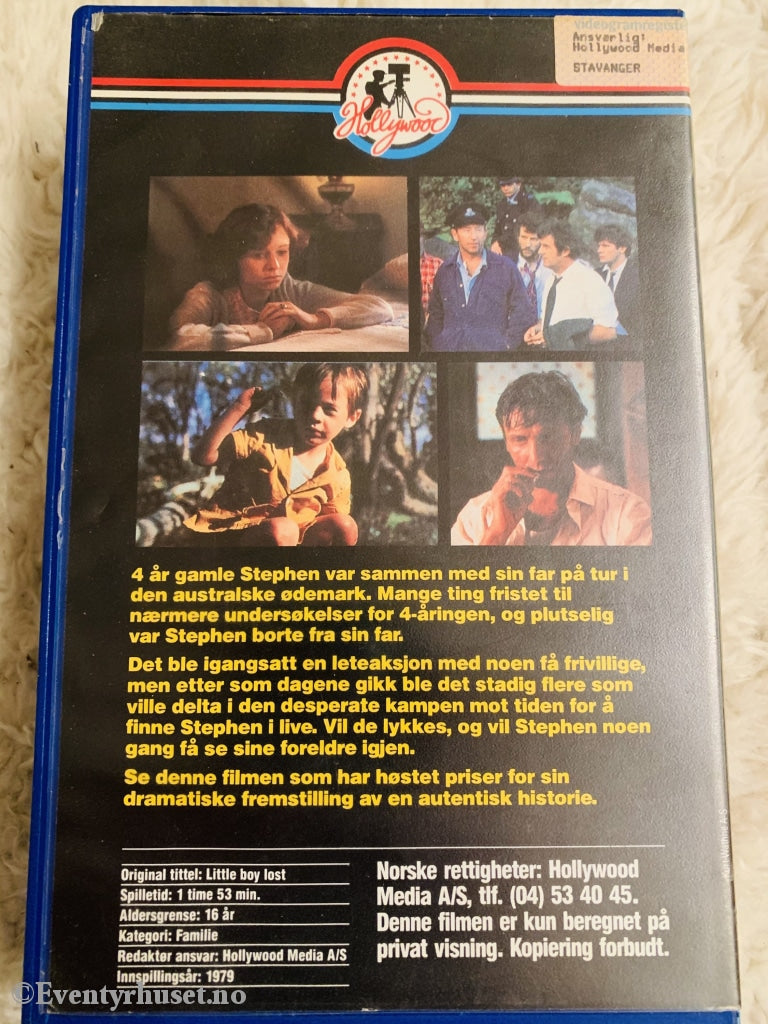 videogramregiste
Ansvarlig:
Hollywood Media
STAVANGER
Hollywood
4 år gamle Stephen var sammen med sin far på tur i
den australske ødemark. Mange ting fristet til
nærmere undersøkelser for 4-åringen, og plutselig
var Stephen borte fra sin far.
Det ble igangsatt en leteaksjon med noen få frivillige,
men etter som dagene gikk ble det stadig flere som
ville delta i den desperate kampen mot tiden for å
finne Stephen i live. Vil de lykkes, og vil Stephen noen
gang få se sine foreldre igjen.
Se denne filmen som har høstet priser for sin
dramatiske fremstilling av en autentisk historie.
Original tittel: Little boy lost
Spilletid: 1 time 53 min.
Aldersgrense: 16 år
Kategori: Familie
Redaktør ansvar: Hollywood Media A/S
Innspillingsår: 1979
Norske rettigheter: Hollywood
Media A/S, tlf. (04) 53 40 45.
Denne filmen er kun beregnet på
privat visning. Kopiering forbudt.
©Eventyrhuset.no